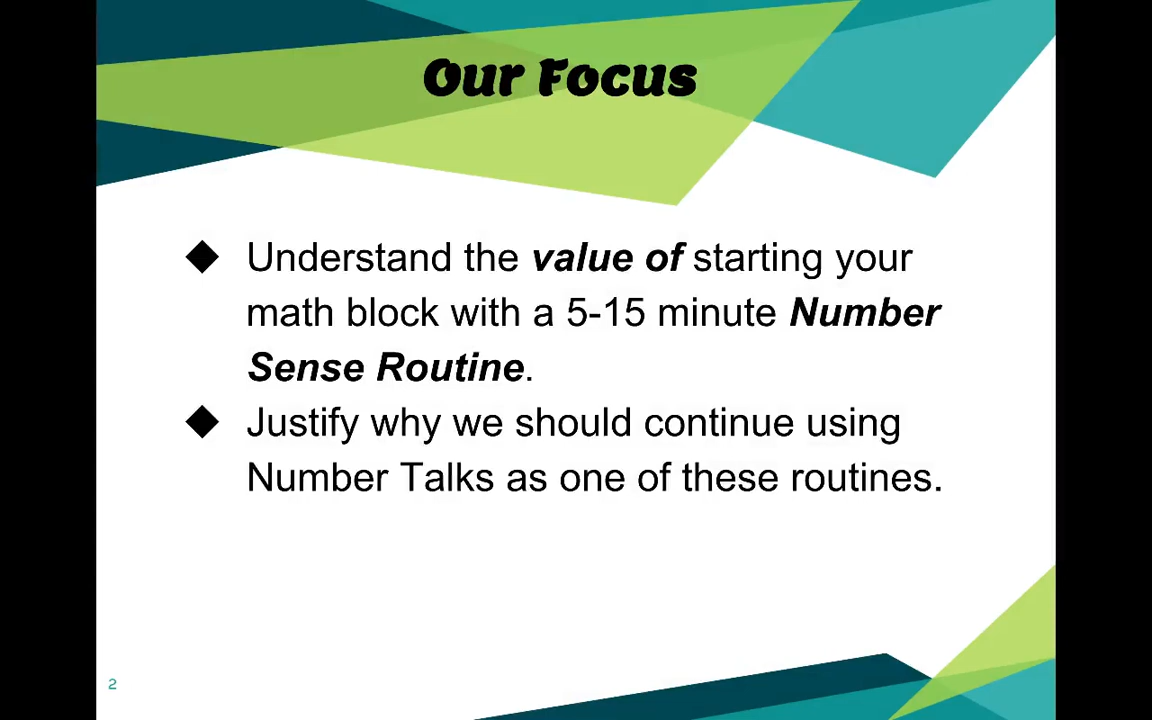 Our Focus
◆ Understand the value of starting your
math block with a 5-15 minute Number
Sense Routine.
◆ Justify why we should continue using
Number Talks as one of these routines.
2